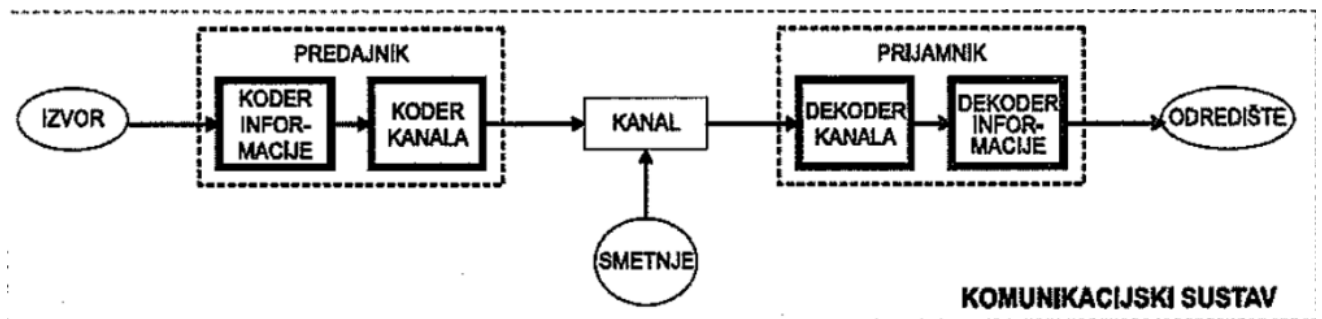 PREDAJNIK
PRIJAMNIK
IZVOR
KODER
INFOR-
MACIJE
KODER
KANALA
KANAL
DEKODER
KANALA
DEKODER
INFOR-
MACIJE
ODREDIŠTE
SMETNJE
KOMUNIKACIJSKI SUSTAV